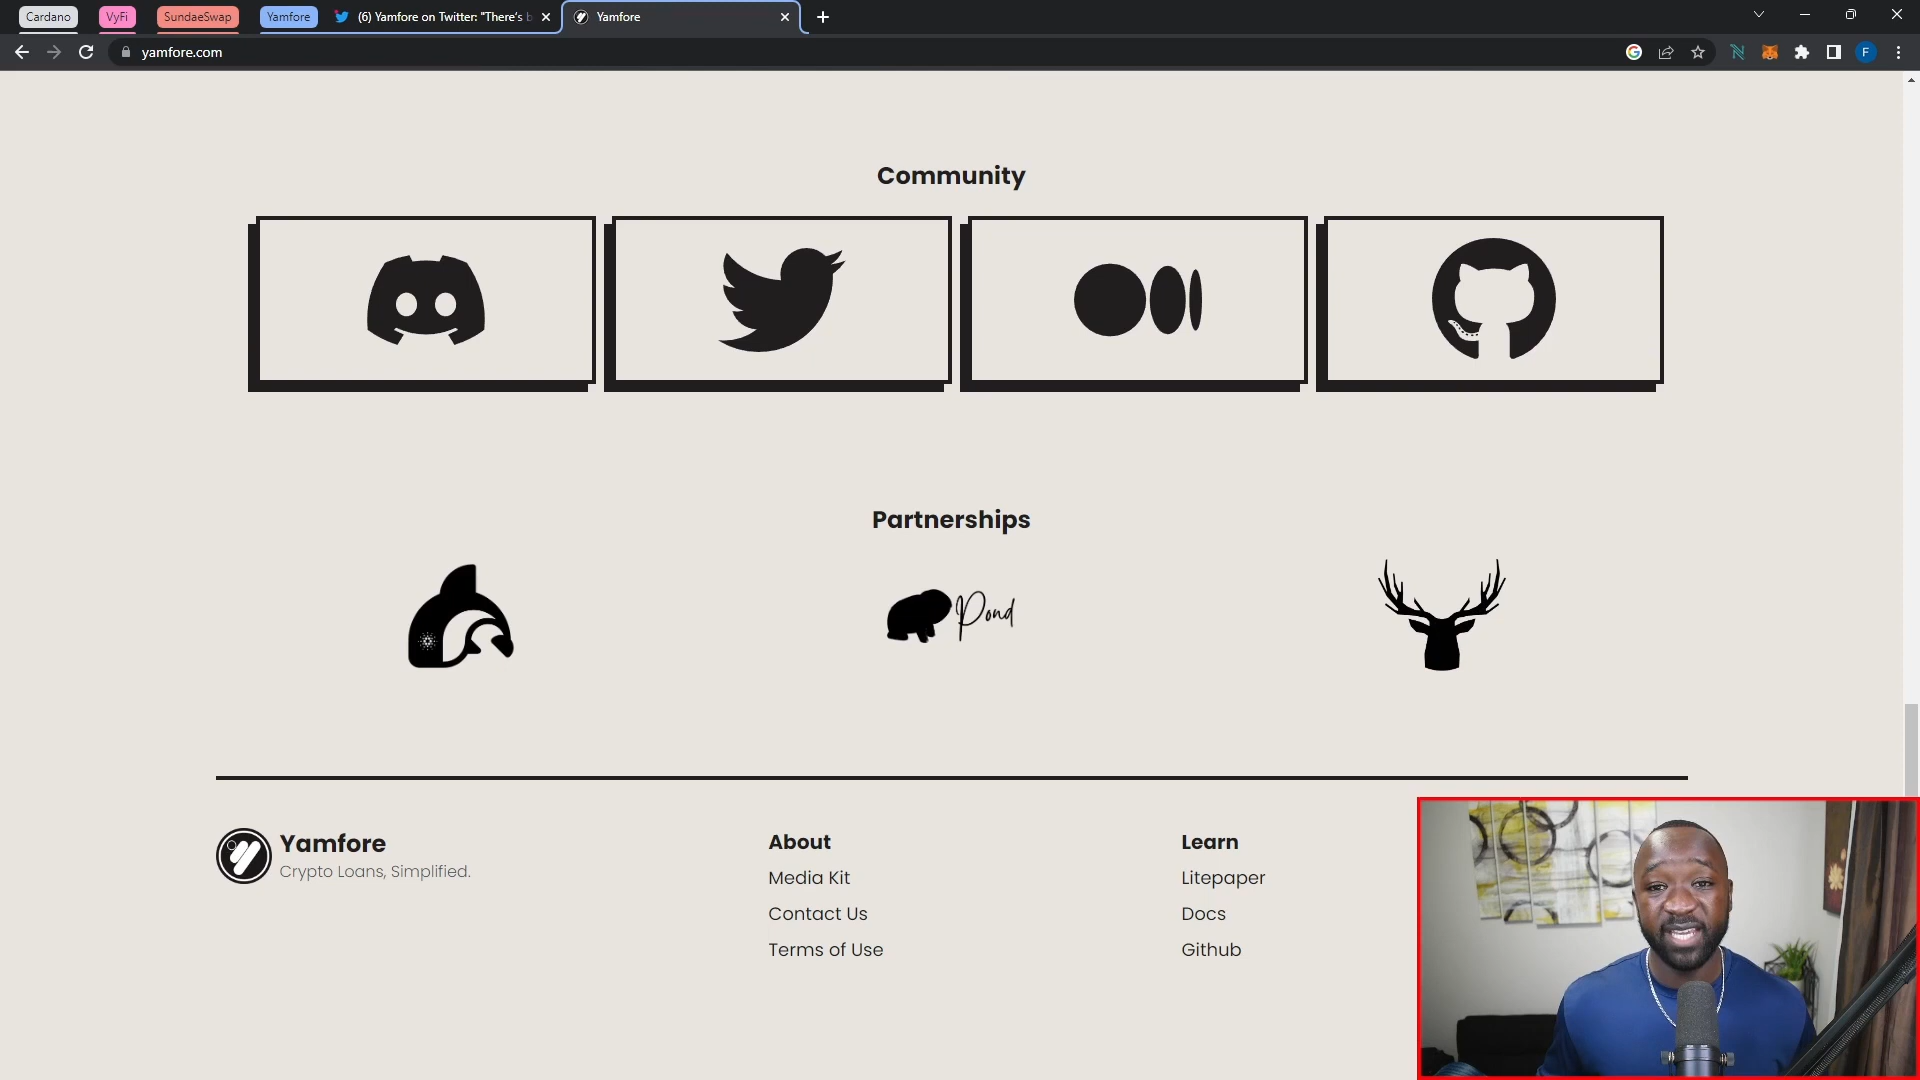 Cardano
VyFi
SundaeSwap
Yamfore
(6) Yamfore on Twitter: "There's b
Yamfore
yamfore.com
F
Community
Partnerships
Pond
Yamfore
Crypto Loans, Simplified.
About
Media Kit
Contact Us
Terms of Use
Learn
Litepaper
Docs
Github